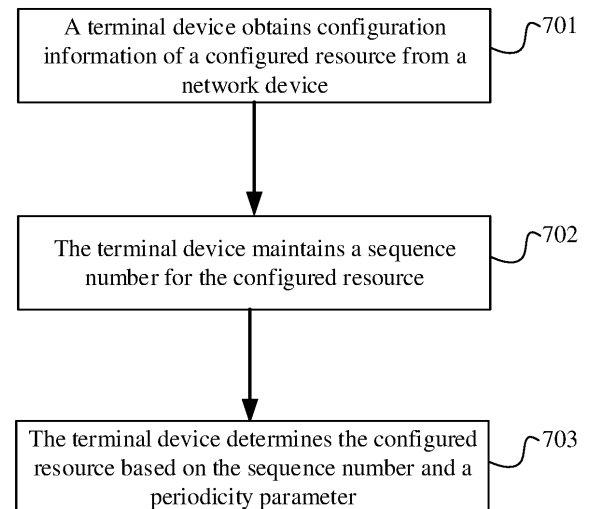 A terminal device obtains configuration
information of a configured resource from a
network device
701
The terminal device maintains a sequence
number for the configured resource
702
The terminal device determines the configured
resource based on the sequence number and a
periodicity parameter
703